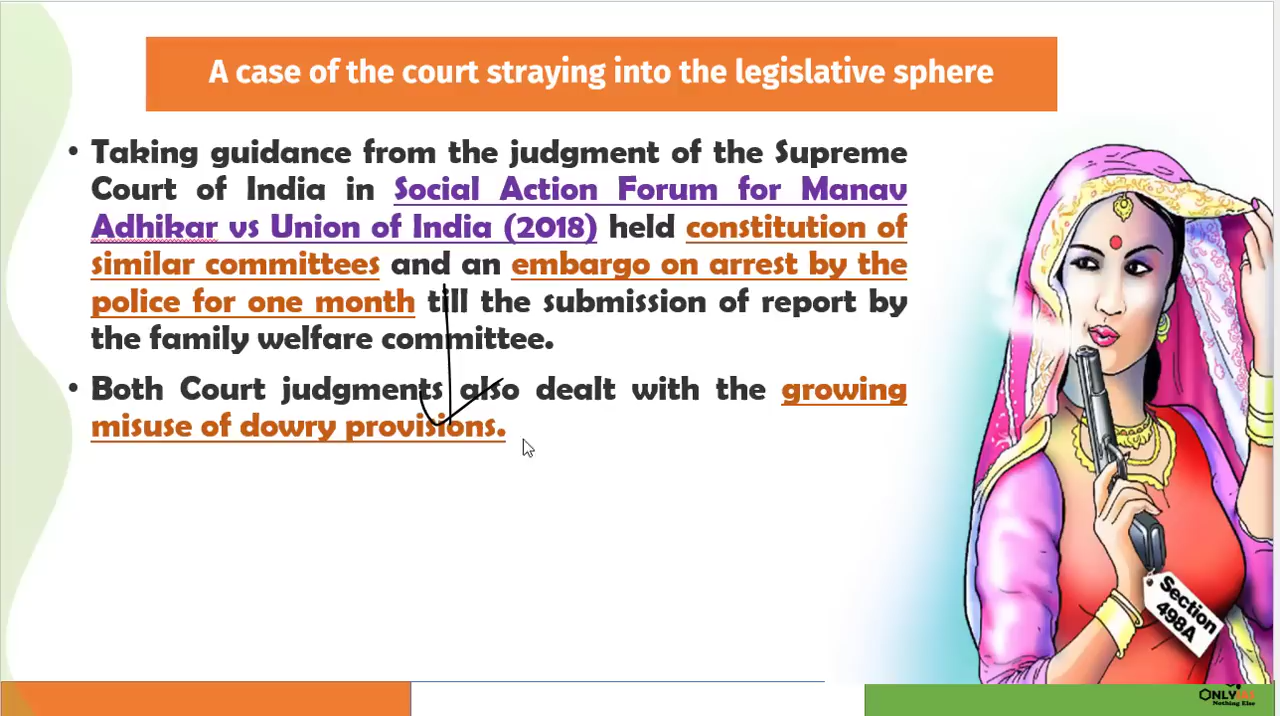 A case of the court straying into the legislative sphere
• Taking guidance from the judgment of the Supreme
Court of India in Social Action Forum for Manav
Adhikar vs Union of India (2018) held constitution of
similar committees and an embargo on arrest by the
police for one month till the submission of report by
the family welfare committee.
• Both Court judgments also dealt with the growing
misuse of dowry provisions.
Section
498A
ONLYIAS
Nothing Else